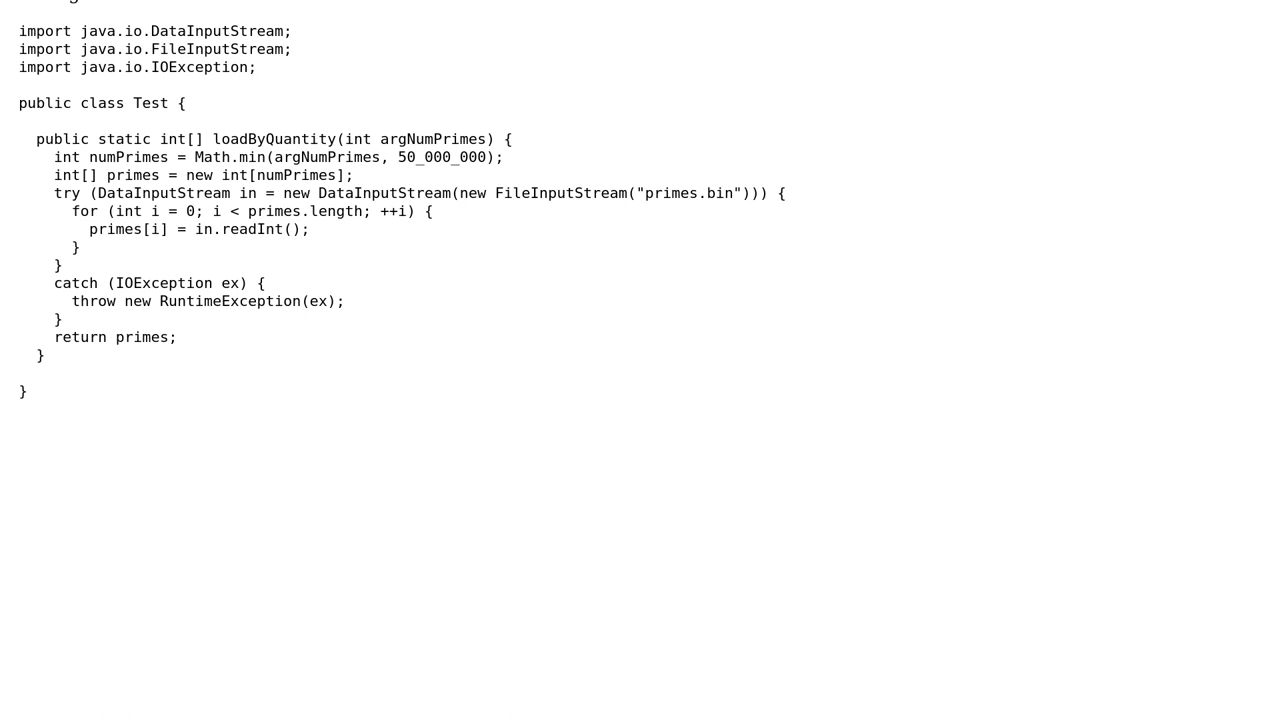 import java.io.DataInputStream;
import java.io.FileInputStream;
import java.io.IOException;

public class Test {

  public static int[] loadByQuantity(int argNumPrimes) {
    int numPrimes = Math.min(argNumPrimes, 50_000_000);
    int[] primes = new int[numPrimes];
    try (DataInputStream in = new DataInputStream(new FileInputStream("primes.bin"))) {
      for (int i = 0; i < primes.length; ++i) {
        primes[i] = in.readInt();
      }
    }
    catch (IOException ex) {
      throw new RuntimeException(ex);
    }
    return primes;
  }

}